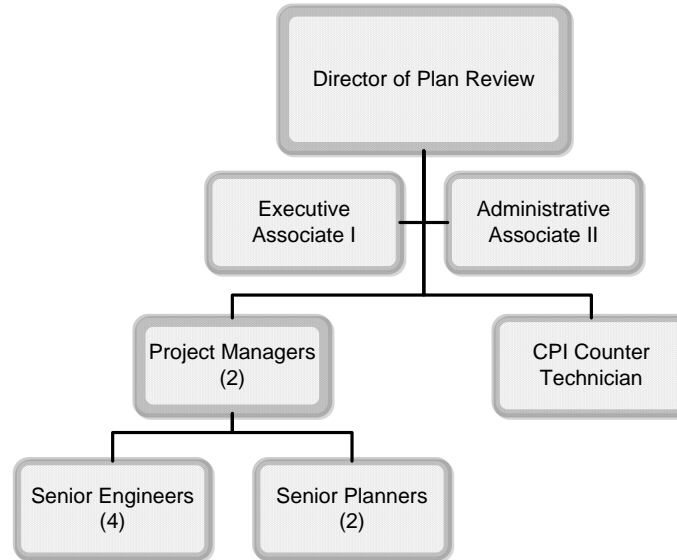 Director of Plan Review
Executive
Associate I
Administrative
Associate II
Project Managers
(2)
CPI Counter
Technician
Senior Engineers
(4)
Senior Planners
(2)